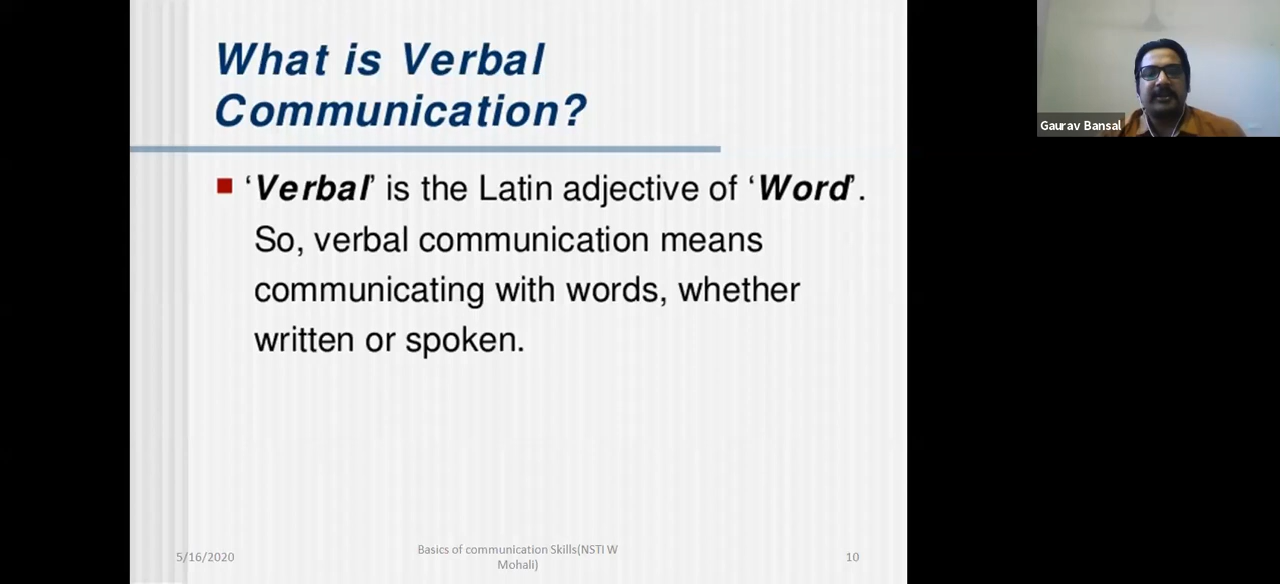 What is Verbal
Communication?
‘Verbal’ is the Latin adjective of ‘Word’.
So, verbal communication means
communicating with words, whether
written or spoken.
5/16/2020
Basics of communication Skills(NSTI W
Mohali)
10
Gaurav Bansal